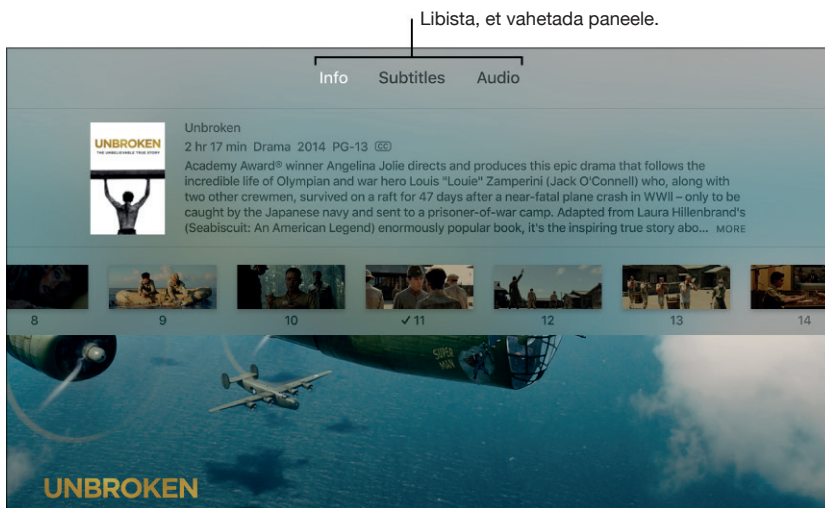 Libista, et vahetada paneele.
Info Subtitles Audio
UNBROKEN
THE UNBELIEVABLE TRUE STORY
Unbroken
2 hr 17 min Drama 2014 PG-13 CC
Academy Award® winner Angelina Jolie directs and produces this epic drama that follows the
incredible life of Olympian and war hero Louis "Louie" Zamperini (Jack O'Connell) who, along with
two other crewmen, survived on a raft for 47 days after a near-fatal plane crash in WWII – only to be
caught by the Japanese navy and sent to a prisoner-of-war camp. Adapted from Laura Hillenbrand's
(Seabiscuit: An American Legend) enormously popular book, it's the inspiring true story abo... MORE
8 9 10 ✓ 11 12 13 14
SUPER
MAN
UNBROKEN